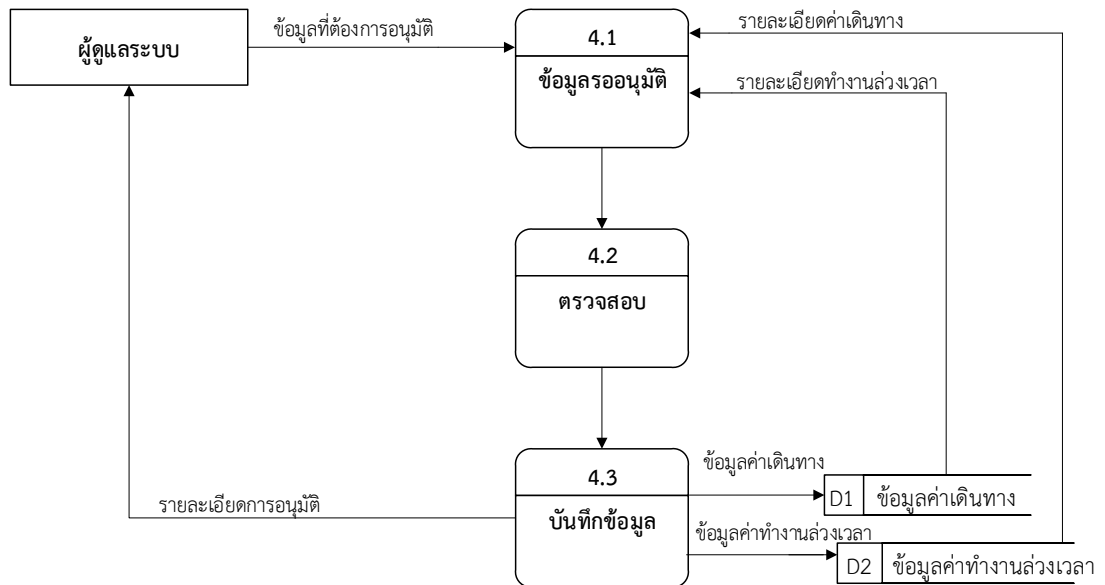 ผู้ดูแลระบบ
ข้อมูลที่ต้องการอนุมัติ
4.1
ข้อมูลรออนุมัติ
รายละเอียดค่าเดินทาง
รายละเอียดทำงานล่วงเวลา
4.2
ตรวจสอบ
4.3
บันทึกข้อมูล
รายละเอียดการอนุมัติ
ข้อมูลค่าเดินทาง
D1 ข้อมูลค่าเดินทาง
ข้อมูลค่าทำงานล่วงเวลา
D2 ข้อมูลค่าทำงานล่วงเวลา